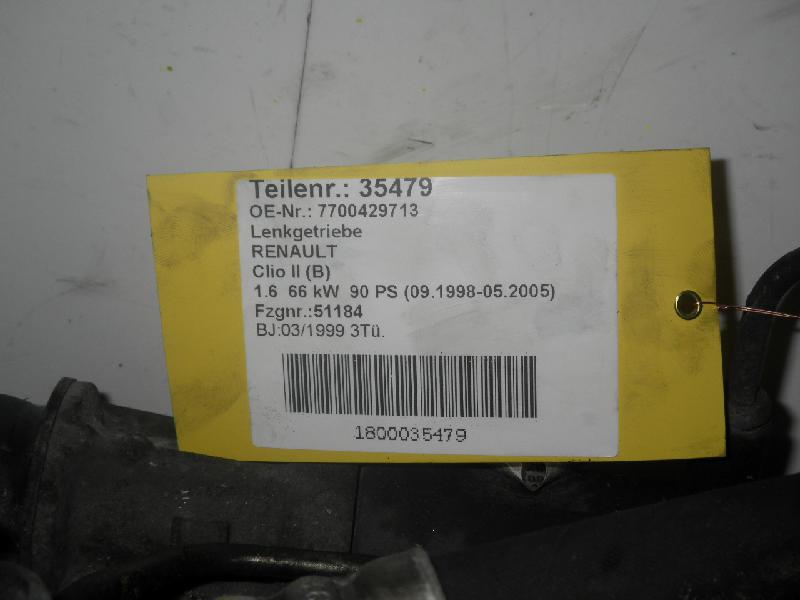 Teilenr.: 35479
OE-Nr.: 7700429713
Lenkgetriebe
RENAULT
Clio II (B)
1.6 66 kW 90 PS (09.1998-05.2005)
Fzgnr.:51184
BJ:03/1999 3Tü.
1800035479